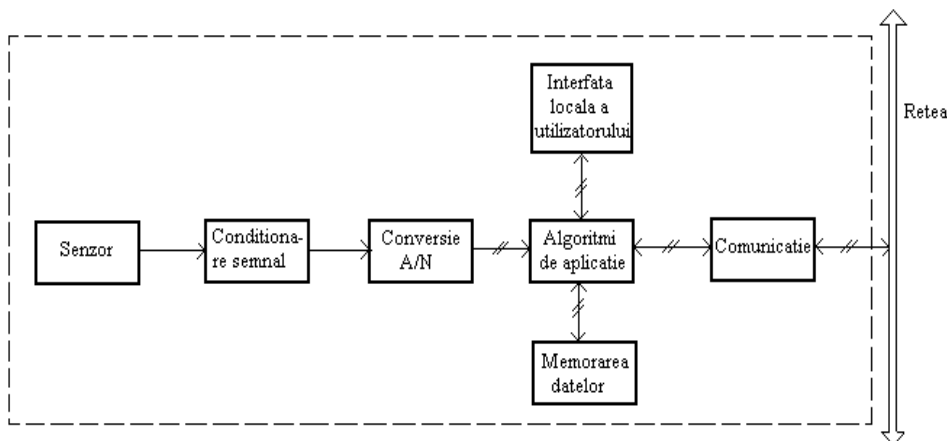 Interfata
locala a
utilizatorului
Retea
Senzor
Conditiona-
re semnal
Conversie
A/N
Algoritmi
de aplicatie
Comunicatie
Memorarea
datelor